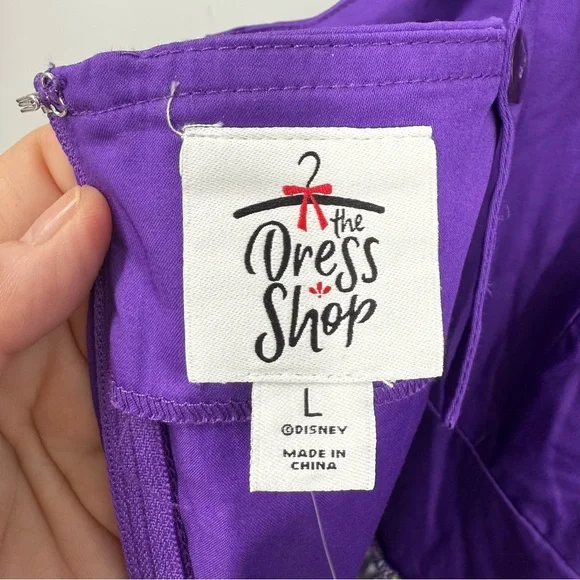 the
Dress
Shop
L
©DISNEY
MADE IN
CHINA